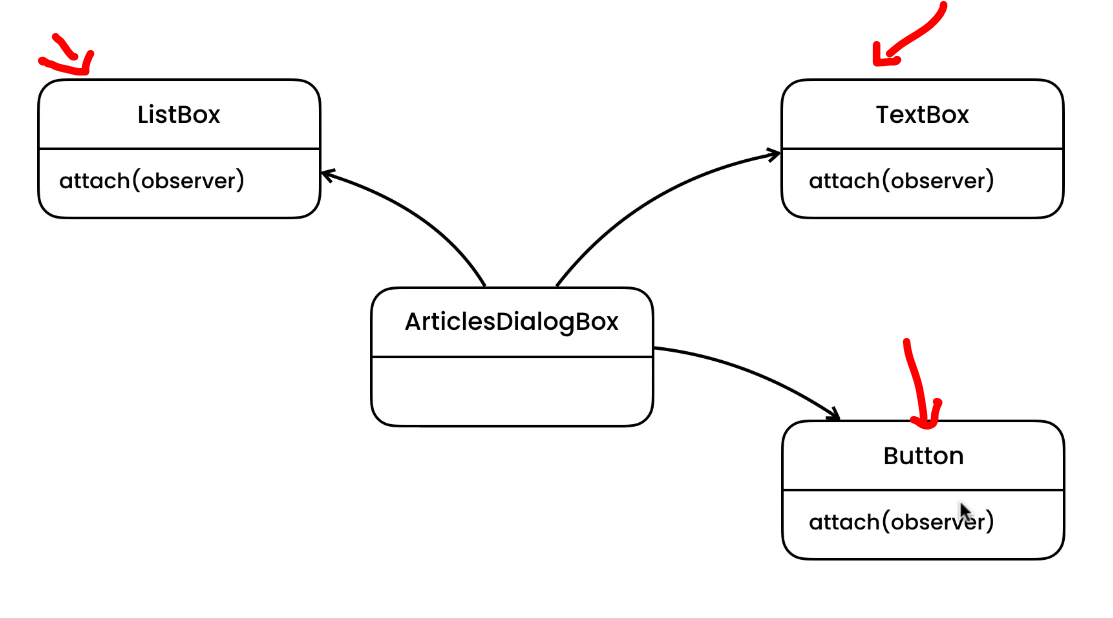 ListBox
attach(observer)
TextBox
attach(observer)
ArticlesDialogBox
Button
attach(observer)